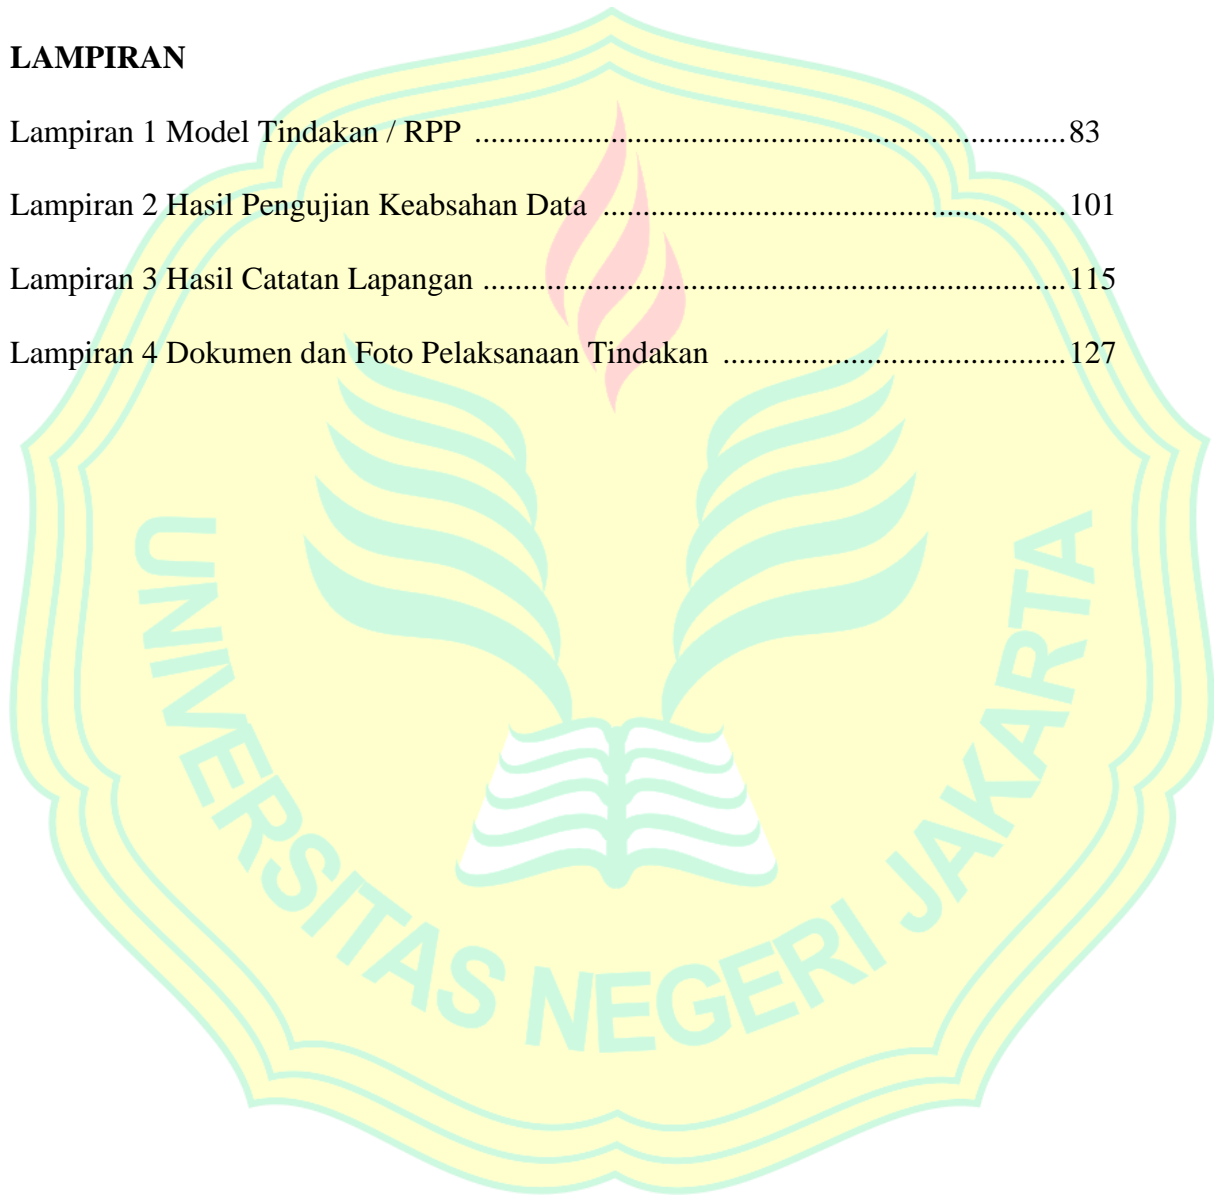 LAMPIRAN
Lampiran 1 Model Tindakan / RPP ..............................................................83
Lampiran 2 Hasil Pengujian Keabsahan Data ................................................101
Lampiran 3 Hasil Catatan Lapangan .............................................................115
Lampiran 4 Dokumen dan Foto Pelaksanaan Tindakan ....................................127
UNIVERSITAS NEGERI JAKARTA